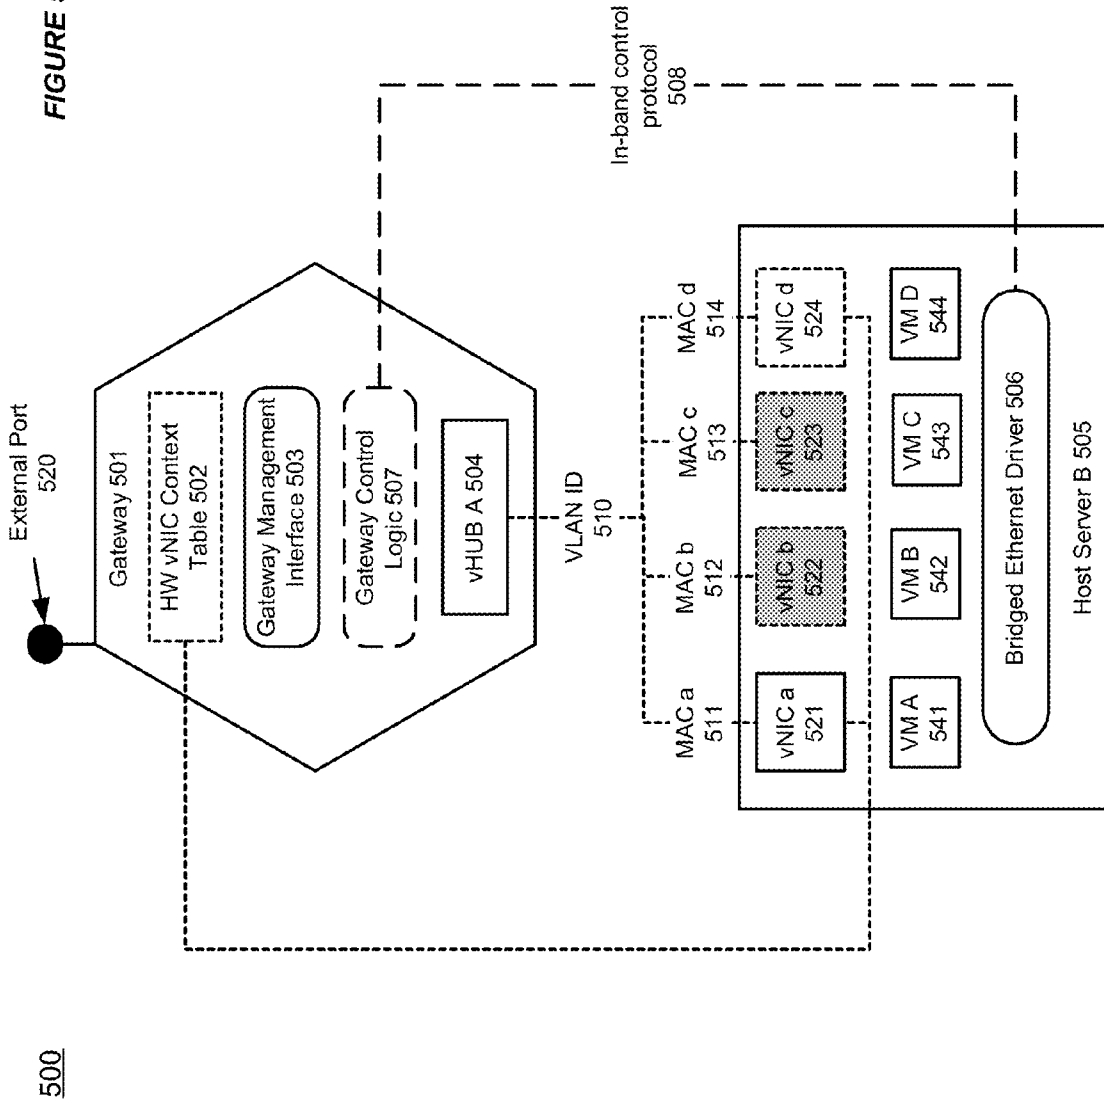 500
FIGURE
External Port
520
Gateway 501
HW vNIC Context
Table 502
Gateway Management
Interface 503
Gateway Control
Logic 507
vHUB A 504
In-band control
protocol
508
VLAN ID
510
MAC a
511
MAC b
512
MAC c
513
MAC d
514
vNIC a
521
vNIC b
522
vNIC c
523
vNIC d
524
VM A
541
VM B
542
VM C
543
VM D
544
Bridged Ethernet Driver 506
Host Server B 505